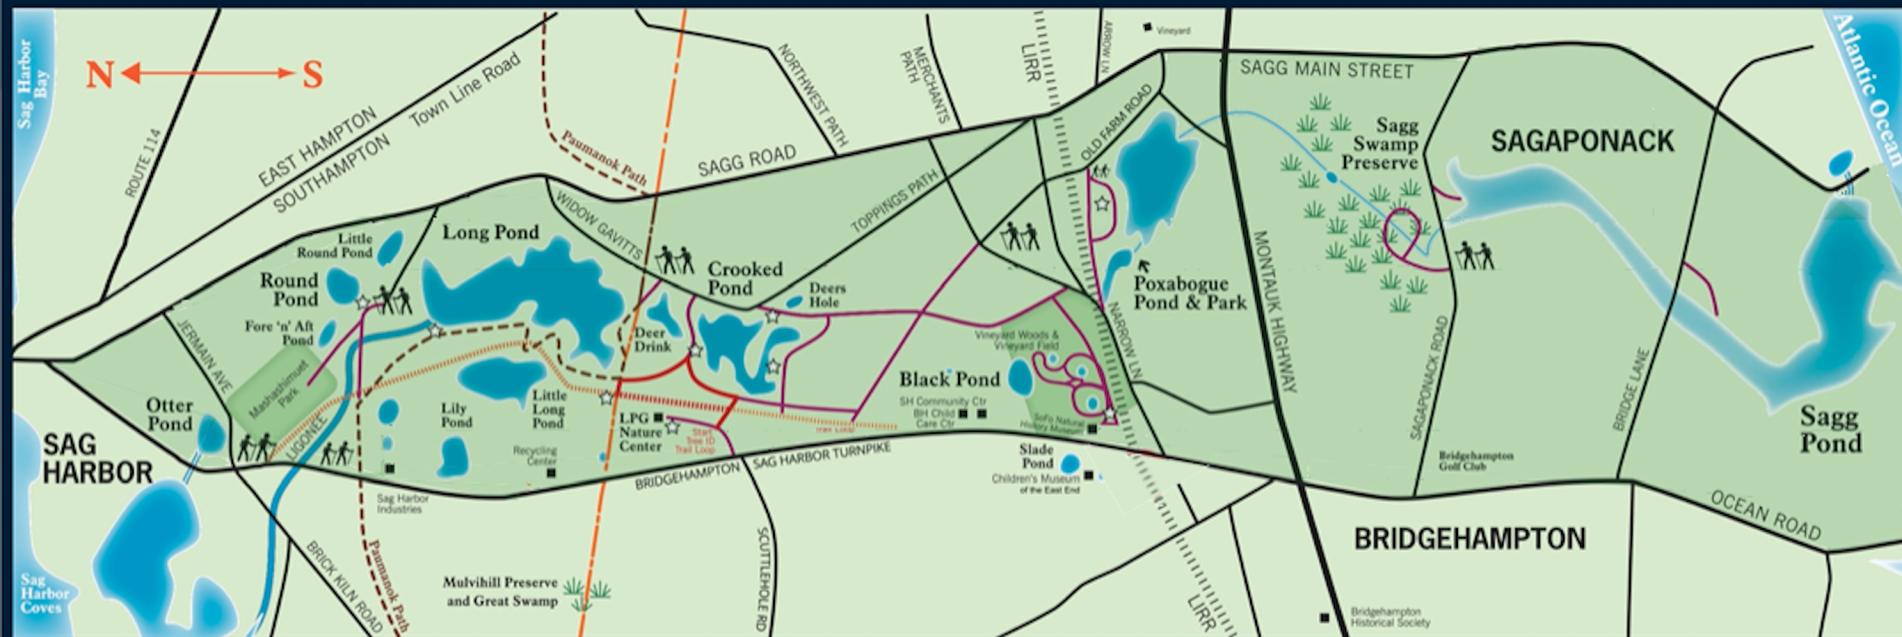 Sag Harbor
Bay
N
S
ROUTE 114
EAST HAMPTON
SOUTHAMPTON
Town Line Road
Paumanok Path
NORTHWEST PATH
MERCHANTS
PATH
LIRR
ARROW LN
Vineyard
SAGG ROAD
OLD FARM ROAD
SAGG MAIN STREET
Sagg
Swamp
Preserve
SAGAPONACK
Atlantic Ocean
Little
Round Pond
Long Pond
WIDOW GAVITTS
TOPPINGS PATH
Round
Pond
Crooked
Pond
Deers
Hole
Poxabogue
Pond & Park
MONTAUK HIGHWAY
Fore 'n' Aft
Pond
JERMAIN AVE
Mashashimuet
Park
Deer
Drink
Vineyard Woods &
Vineyard Field
NARROW LN
Black Pond
SH Community Ctr
BH Child
Care Ctr
SoFo Natural
History Museum
SAGAPONACK ROAD
BRIDGE LANE
Otter
Pond
LIGONEE
Lily
Pond
Little
Long
Pond
LPG
Nature
Center
Start
Tree ID
Trail Loop
Trail Loop
SAG
HARBOR
Recycling
Center
BRIDGEHAMPTON
SAG HARBOR TURNPIKE
Slade
Pond
Children's Museum
of the East End
Bridgehampton
Golf Club
Sagg
Pond
Sag Harbor
Industries
OCEAN ROAD
BRIDGEHAMPTON
BRICK KILN ROAD
Paumanok Path
SCUTTLEHOLE RD
Mulvihill Preserve
and Great Swamp
LIRR
Sag
Harbor
Coves
Bridgehampton
Historical Society